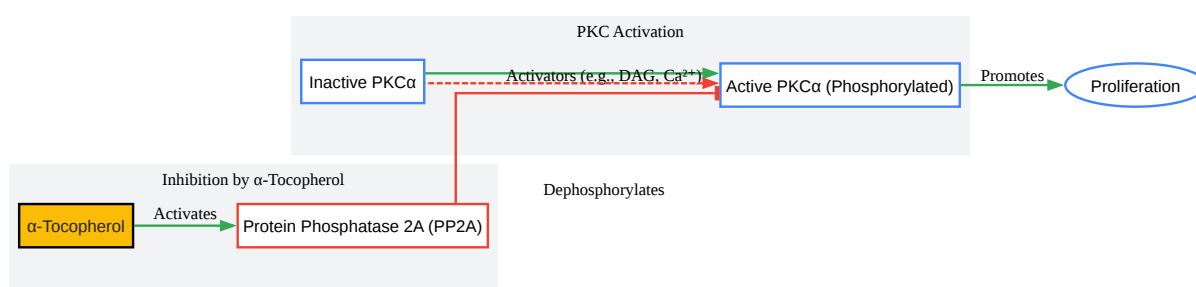 PKC Activation
Inactive PKCα
Activators (e.g., DAG, Ca²⁺)
Active PKCα (Phosphorylated)
Promotes
Proliferation
Inhibition by α-Tocopherol
Dephosphorylates
α-Tocopherol
Activates
Protein Phosphatase 2A (PP2A)